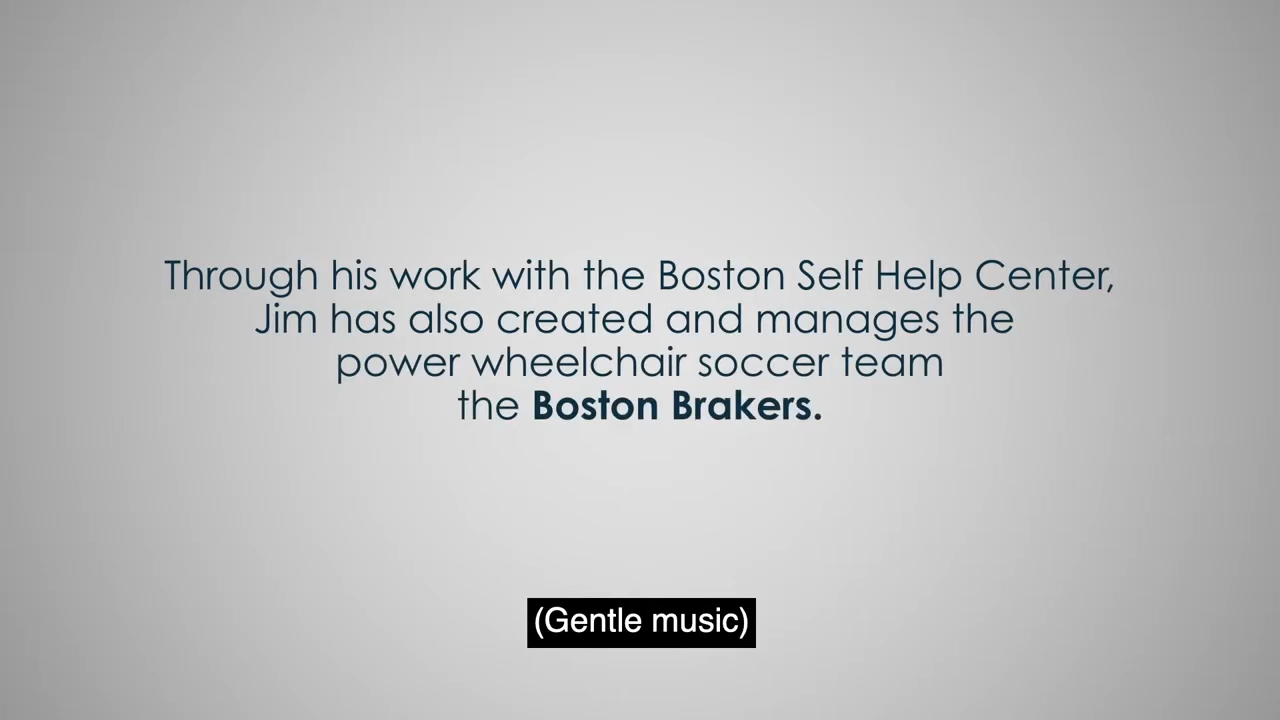 Through his work with the Boston Self Help Center,
Jim has also created and manages the
power wheelchair soccer team
the Boston Brakers.
(Gentle music)